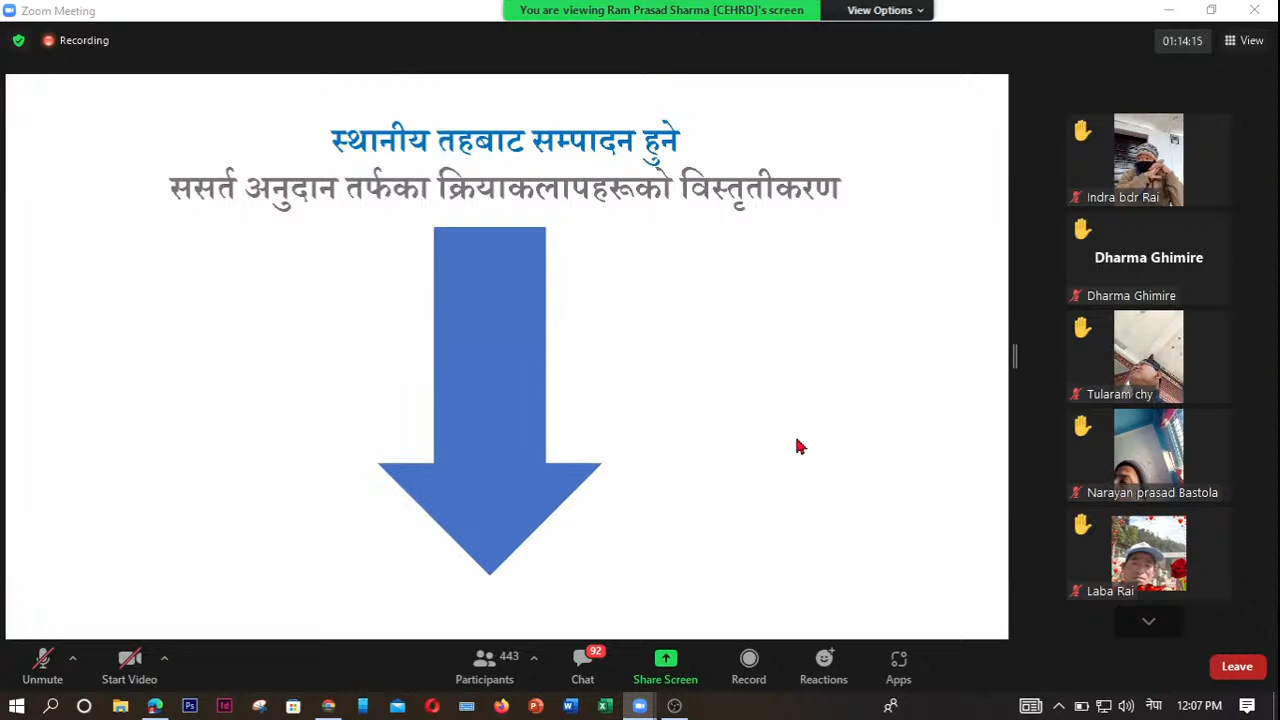 Zoom Meeting
You are viewing Ram Prasad Sharma [CEHRD]'s screen
View Options
Recording
01:14:15
View
स्थानीय तहबाट सम्पादन हुने
ससर्त अनुदान तर्फका क्रियाकलापहरूको विस्तृतीकरण
Indra bdr Rai
Dharma Ghimire
Dharma Ghimire
Tularam chy
Narayan prasad Bastola
Laba Rai
Unmute
Start Video
443
Participants
92
Chat
Share Screen
Record
Reactions
Apps
Leave
Ps
Id
P
W
X
नेपा
12:07 PM